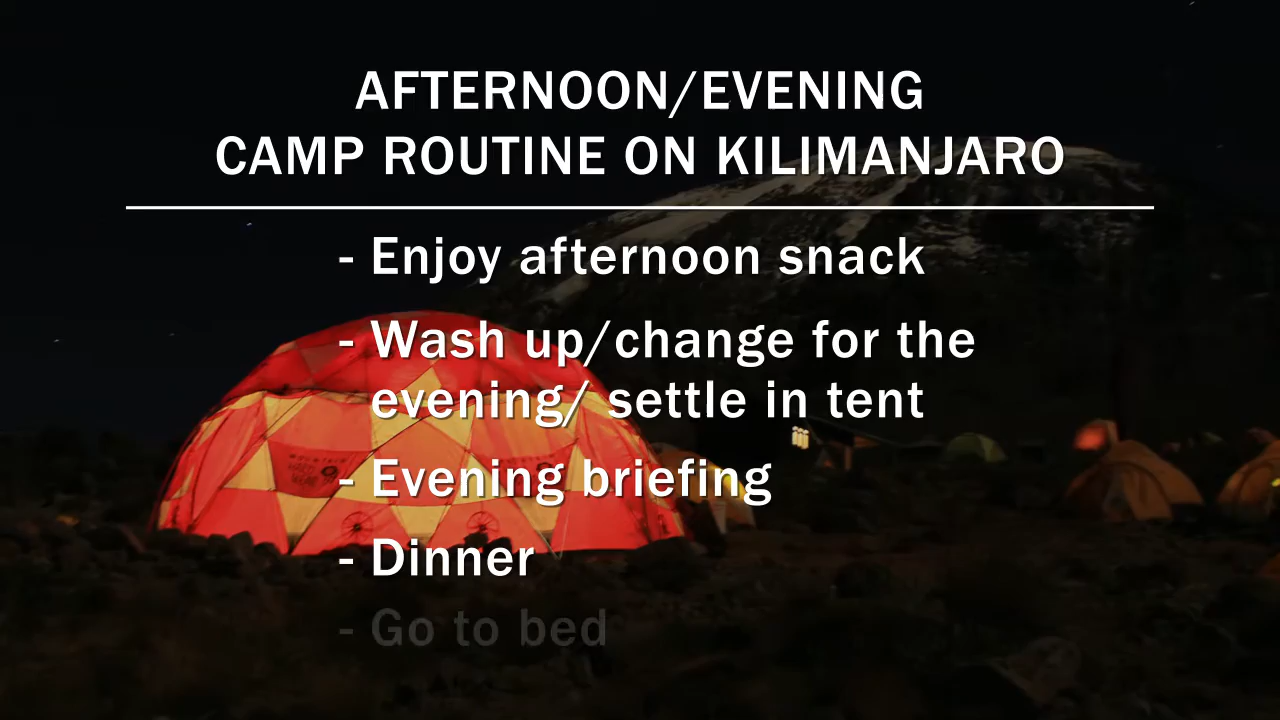 AFTERNOON/EVENING
CAMP ROUTINE ON KILIMANJARO
- Enjoy afternoon snack
- Wash up/change for the
evening/ settle in tent
- Evening briefing
- Dinner
- Go to bed